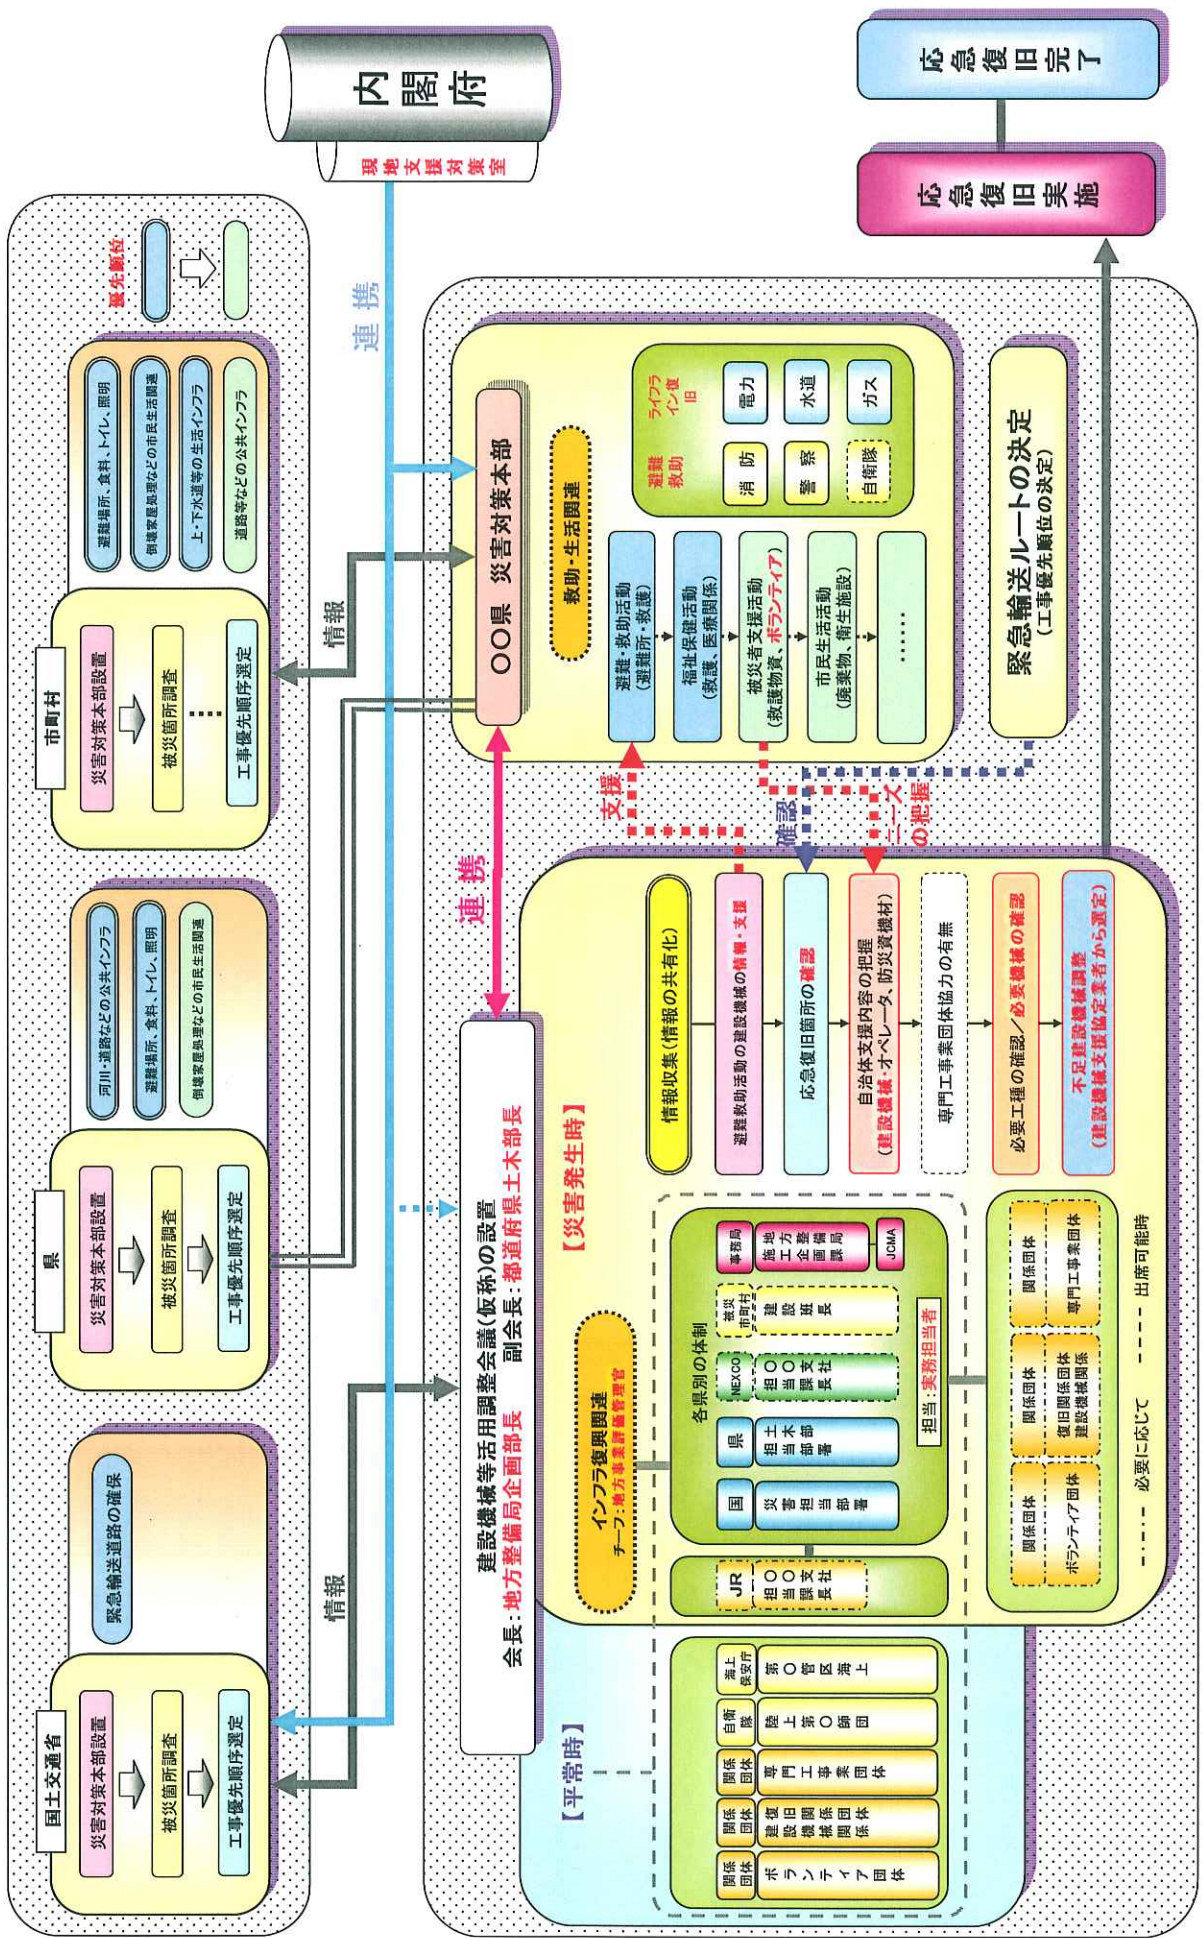 国土交通省
災害対策本部設置
被災箇所調査
工事優先順序選定
緊急輸送道路の確保
県
災害対策本部設置
被災箇所調査
工事優先順序選定
河川・道路などの公共インフラ
避難場所、食料、トイレ、照明
倒壊家屋処理などの市民生活関連
市町村
災害対策本部設置
被災箇所調査
工事優先順序選定
避難場所、食料、トイレ、照明
倒壊家屋処理などの市民生活関連
上・下水道等の生活インフラ
道路等などの公共インフラ
優先順位
情報
情報
連 携
現地支援対策室
内閣府
建設機械等活用調整会議(仮称)の設置
会長:地方整備局企画部長 副会長:都道府県土木部長
連 携
〇〇県 災害対策本部
【平常時】
【災害発生時】
インフラ復興関連
チーフ:地方事業評価管理官
関係団体
ボランティア団体
関係団体
復旧関係団体
建設機械関係
関係団体
専門工事業団体
自衛隊
陸上第〇師団
海上保安庁
第〇管区海上
JR
〇〇支社
担当課長
各県別の体制
国
災害担当部署
県
土木部
担当部署
NEXCO
〇〇支社
担当課長
被災市町村
建設班長
事務局
地方整備局
施工企画課
JCMA
担当:実務担当者
関係団体
ボランティア団体
関係団体
復旧関係団体
建設機械関係
関係団体
専門工事業団体
必要に応じて
出席可能時
情報収集(情報の共有化)
避難救助活動の建設機械の情報・支援
応急復旧箇所の確認
自治体支援内容の把握
(建設機械・オペレータ、防災資機材)
専門工事業団体協力の有無
必要工種の確認/必要機械の確認
不足建設機械調整
(建設機械支援協定業者から選定)
支援
確認
ニーズ
の把握
救助・生活関連
避難・救助活動
(避難所・救護)
福祉保健活動
(救護、医療関係)
被災者支援活動
(救護物資、ボランティア)
市民生活活動
(廃棄物、衛生施設)
・・・・・・
避難
救助
消 防
警 察
自衛隊
ライフラ
イン復
旧
電力
水道
ガス
緊急輸送ルートの決定
(工事優先順位の決定)
応急復旧実施
応急復旧完了